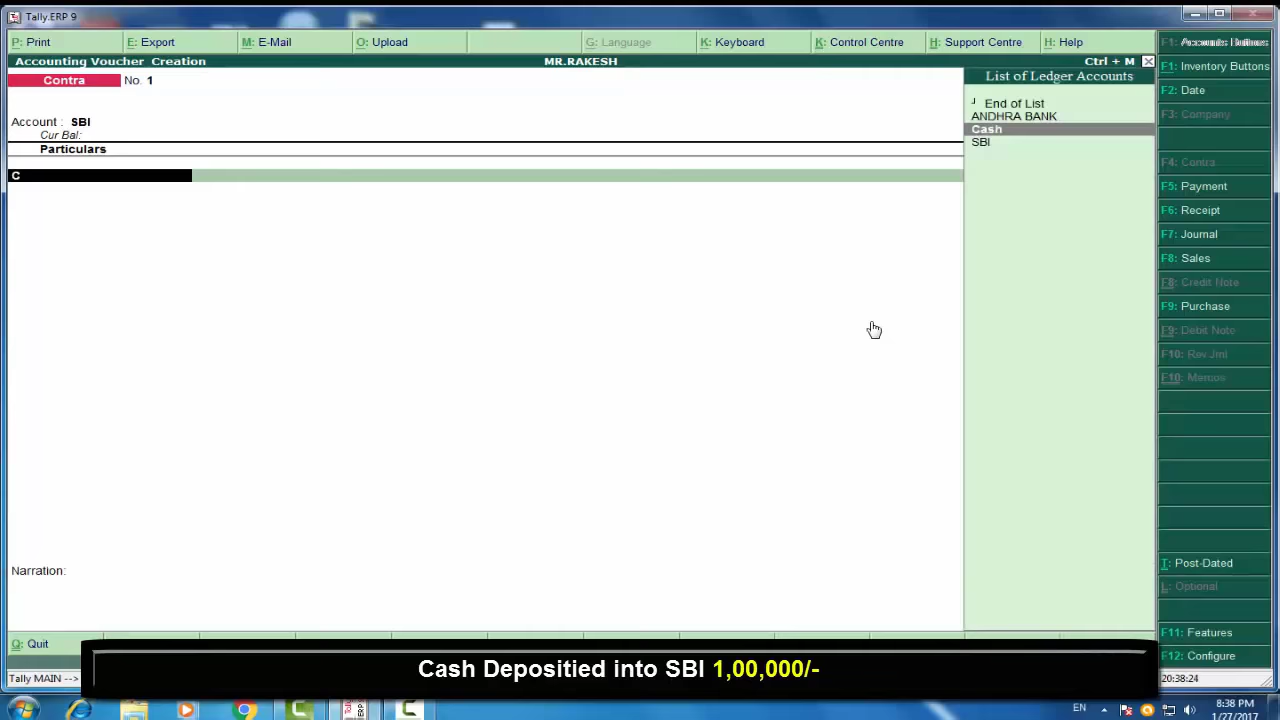 Tally.ERP 9
P: Print E: Export M: E-Mail O: Upload G: Language K: Keyboard K: Control Centre H: Support Centre H: Help
Accounting Voucher Creation MR.RAKESH Ctrl + M
Contra No. 1
Account : SBI
Cur Bal:
Particulars
C
Narration:
List of Ledger Accounts
End of List
ANDHRA BANK
Cash
SBI
F1: Accounts Buttons
F1: Inventory Buttons
F2: Date
F3: Company
F4: Contra
F5: Payment
F6: Receipt
F7: Journal
F8: Sales
F8: Credit Note
F9: Purchase
F9: Debit Note
F10: Rev Jrnl
F10: Memos
T: Post-Dated
L: Optional
F11: Features
F12: Configure
Q: Quit
Cash Depositied into SBI 1,00,000/-
Tally MAIN --> 20:38:24
EN 8:38 PM
1/27/2017